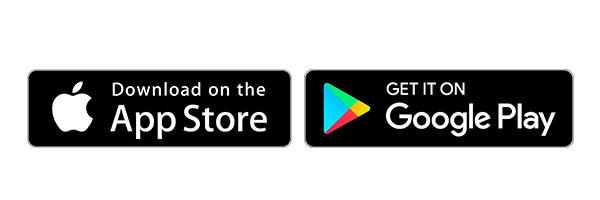 Download on the
App Store
GET IT ON
Google Play